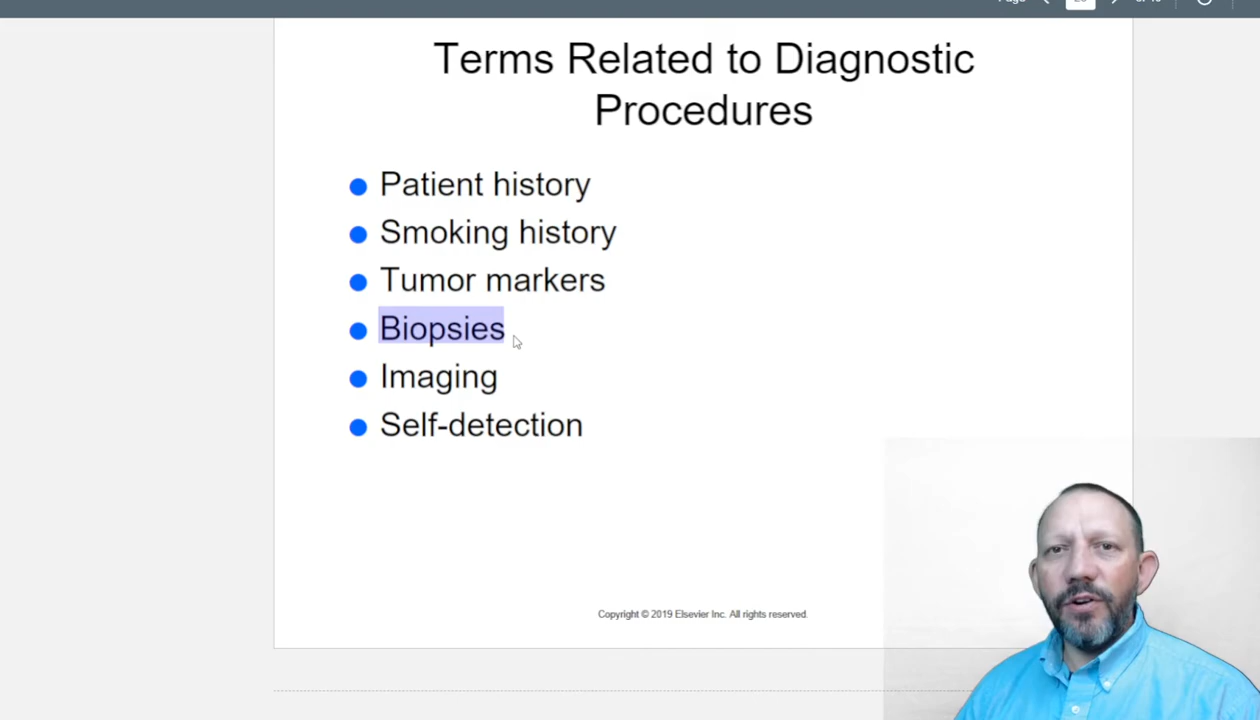 Terms Related to Diagnostic
Procedures
Patient history
Smoking history
Tumor markers
Biopsies
Imaging
Self-detection
Copyright © 2019 Elsevier Inc. All rights reserved.